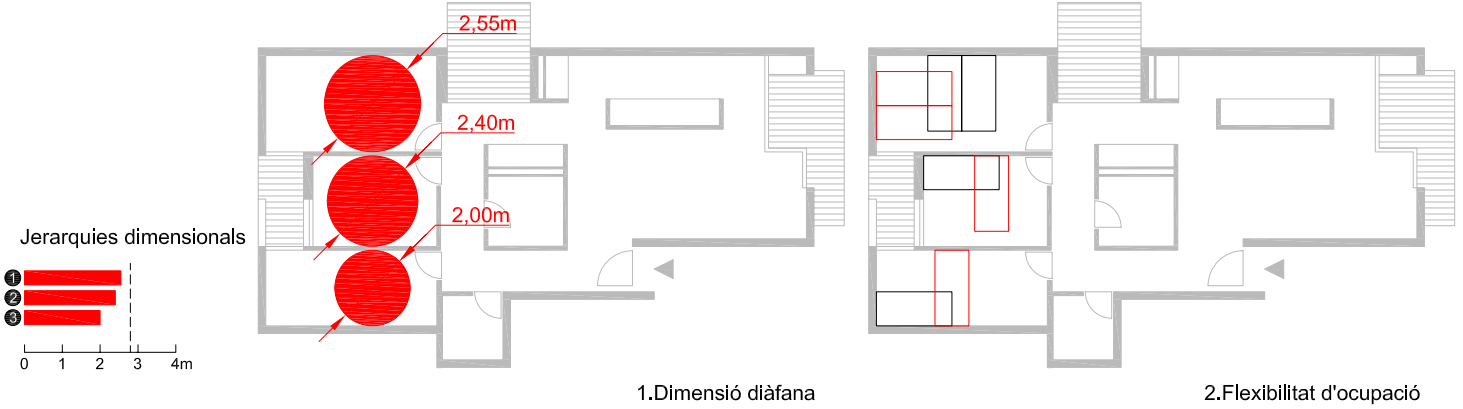 2,55m
2,40m
2,00m
Jerarquies dimensionals
1
2
3
0 1 2 3 4m
1.Dimensió diàfana
2.Flexibilitat d'ocupació